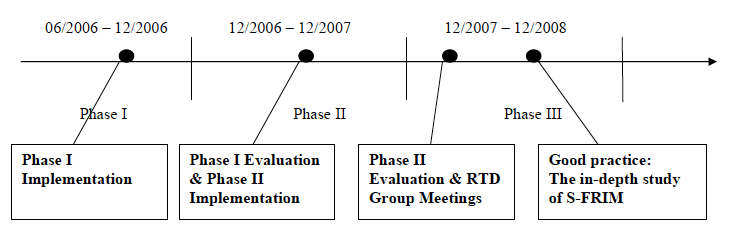 06/2006 – 12/2006
12/2006 – 12/2007
12/2007 – 12/2008
Phase I
Phase II
Phase III
Phase I
Implementation
Phase I Evaluation
& Phase II
Implementation
Phase II
Evaluation & RTD
Group Meetings
Good practice:
The in-depth study
of S-FRIM